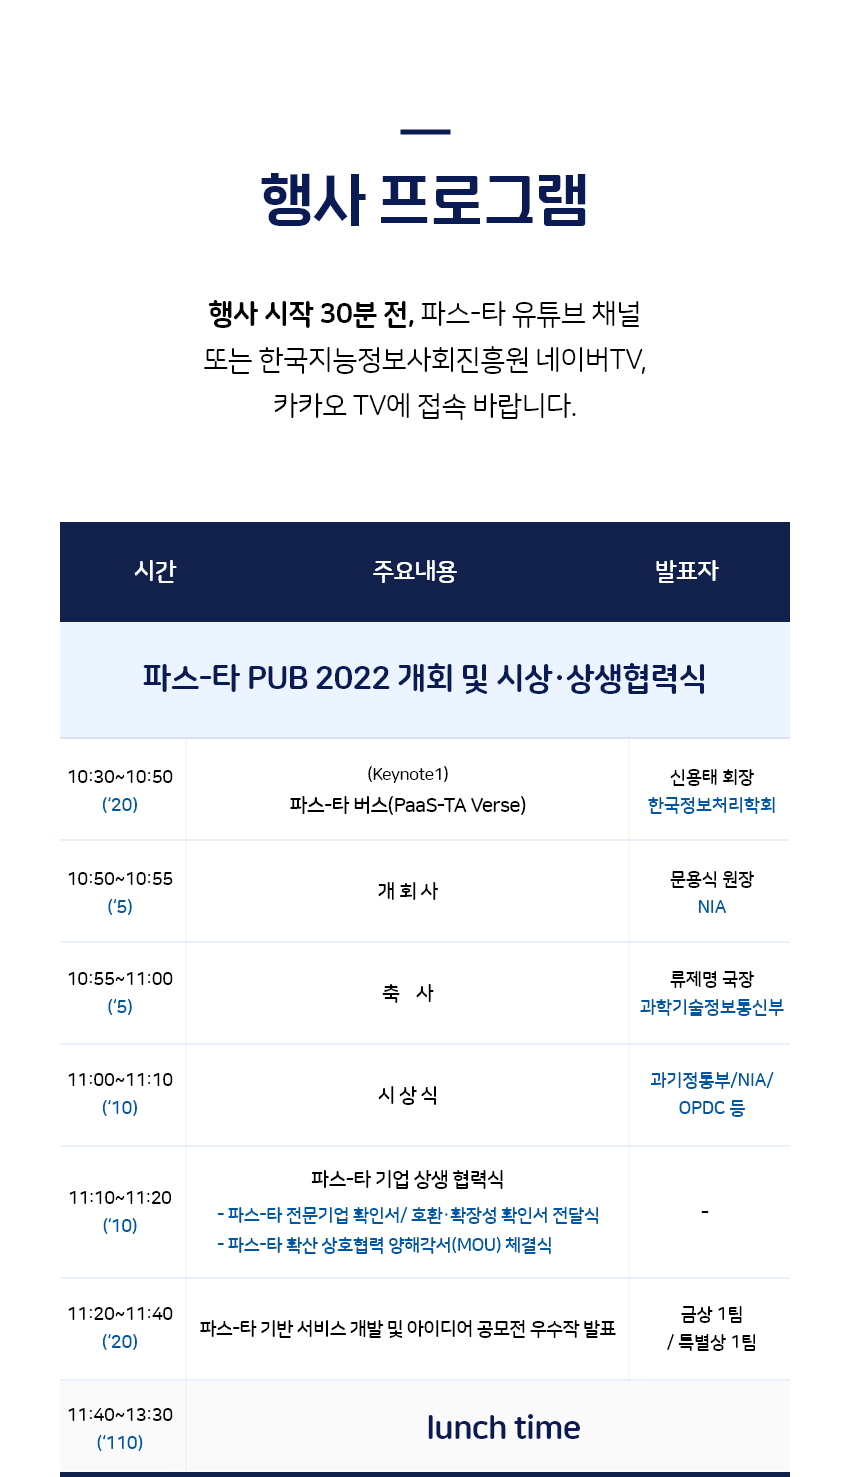 행사 프로그램
행사 시작 30분 전, 파스-타 유튜브 채널
또는 한국지능정보사회진흥원 네이버TV,
카카오 TV에 접속 바랍니다.
시간 주요내용 발표자
파스-타 PUB 2022 개회 및 시상·상생협력식
10:30~10:50
(‘20)
(Keynote1)
파스-타 버스(PaaS-TA Verse)
신용태 회장
한국정보처리학회
10:50~10:55
(‘5)
개 회 사
문용식 원장
NIA
10:55~11:00
(‘5)
축 사
류제명 국장
과학기술정보통신부
11:00~11:10
(‘10)
시 상 식
과기정통부/NIA/
OPDC 등
11:10~11:20
(‘10)
파스-타 기업 상생 협력식
- 파스-타 전문기업 확인서/ 호환·확장성 확인서 전달식
- 파스-타 확산 상호협력 양해각서(MOU) 체결식
-
11:20~11:40
(‘20)
파스-타 기반 서비스 개발 및 아이디어 공모전 우수작 발표
금상 1팀
/ 특별상 1팀
11:40~13:30
(‘110)
lunch time